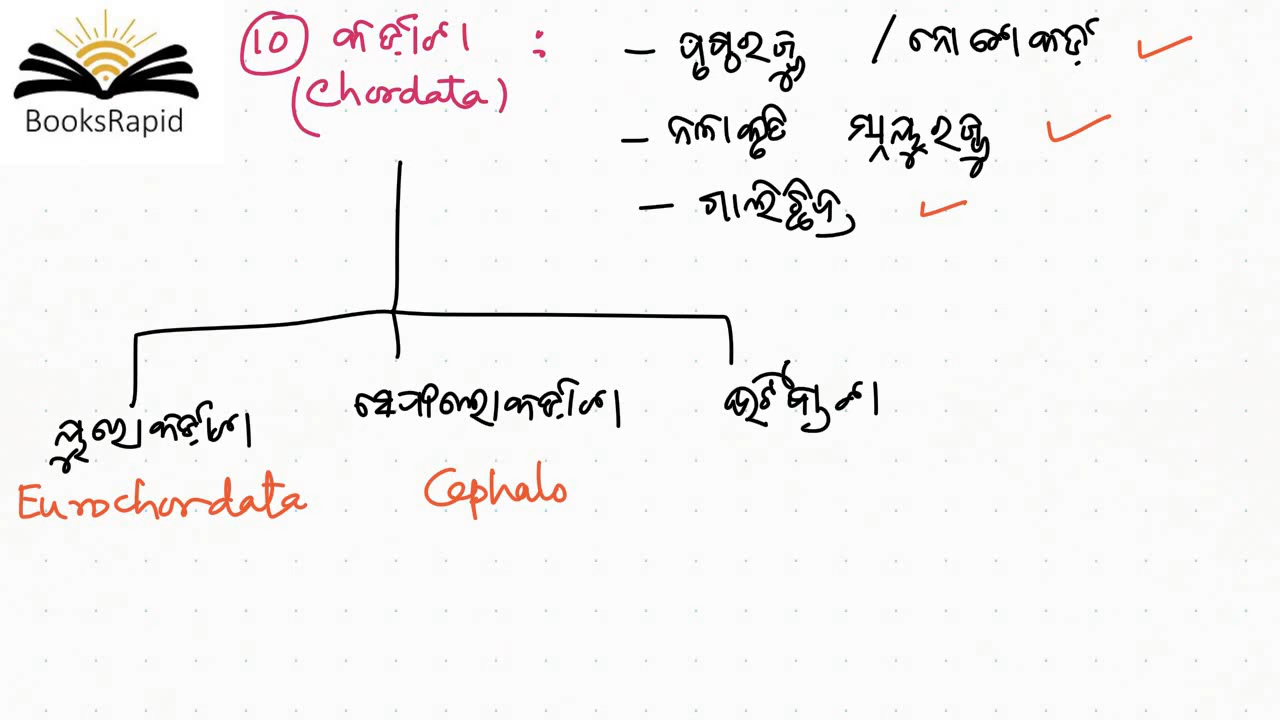 BooksRapid
⑩ କର୍ଡାଟା :
(Chordata)
– ପୃଷ୍ଠରଜ୍ଜୁ / ନୋଟୋକର୍ଡ ✓
– ନଳାକୃତି ସ୍ନାୟୁରଜ୍ଜୁ ✓
– ଗାଲିଛିଦ୍ର ✓
ୟୁରୋକର୍ଡାଟା
ସେଫାଲୋକର୍ଡାଟା
ଭର୍ଟିବ୍ରାଟା
Eurochordata
Cephalo